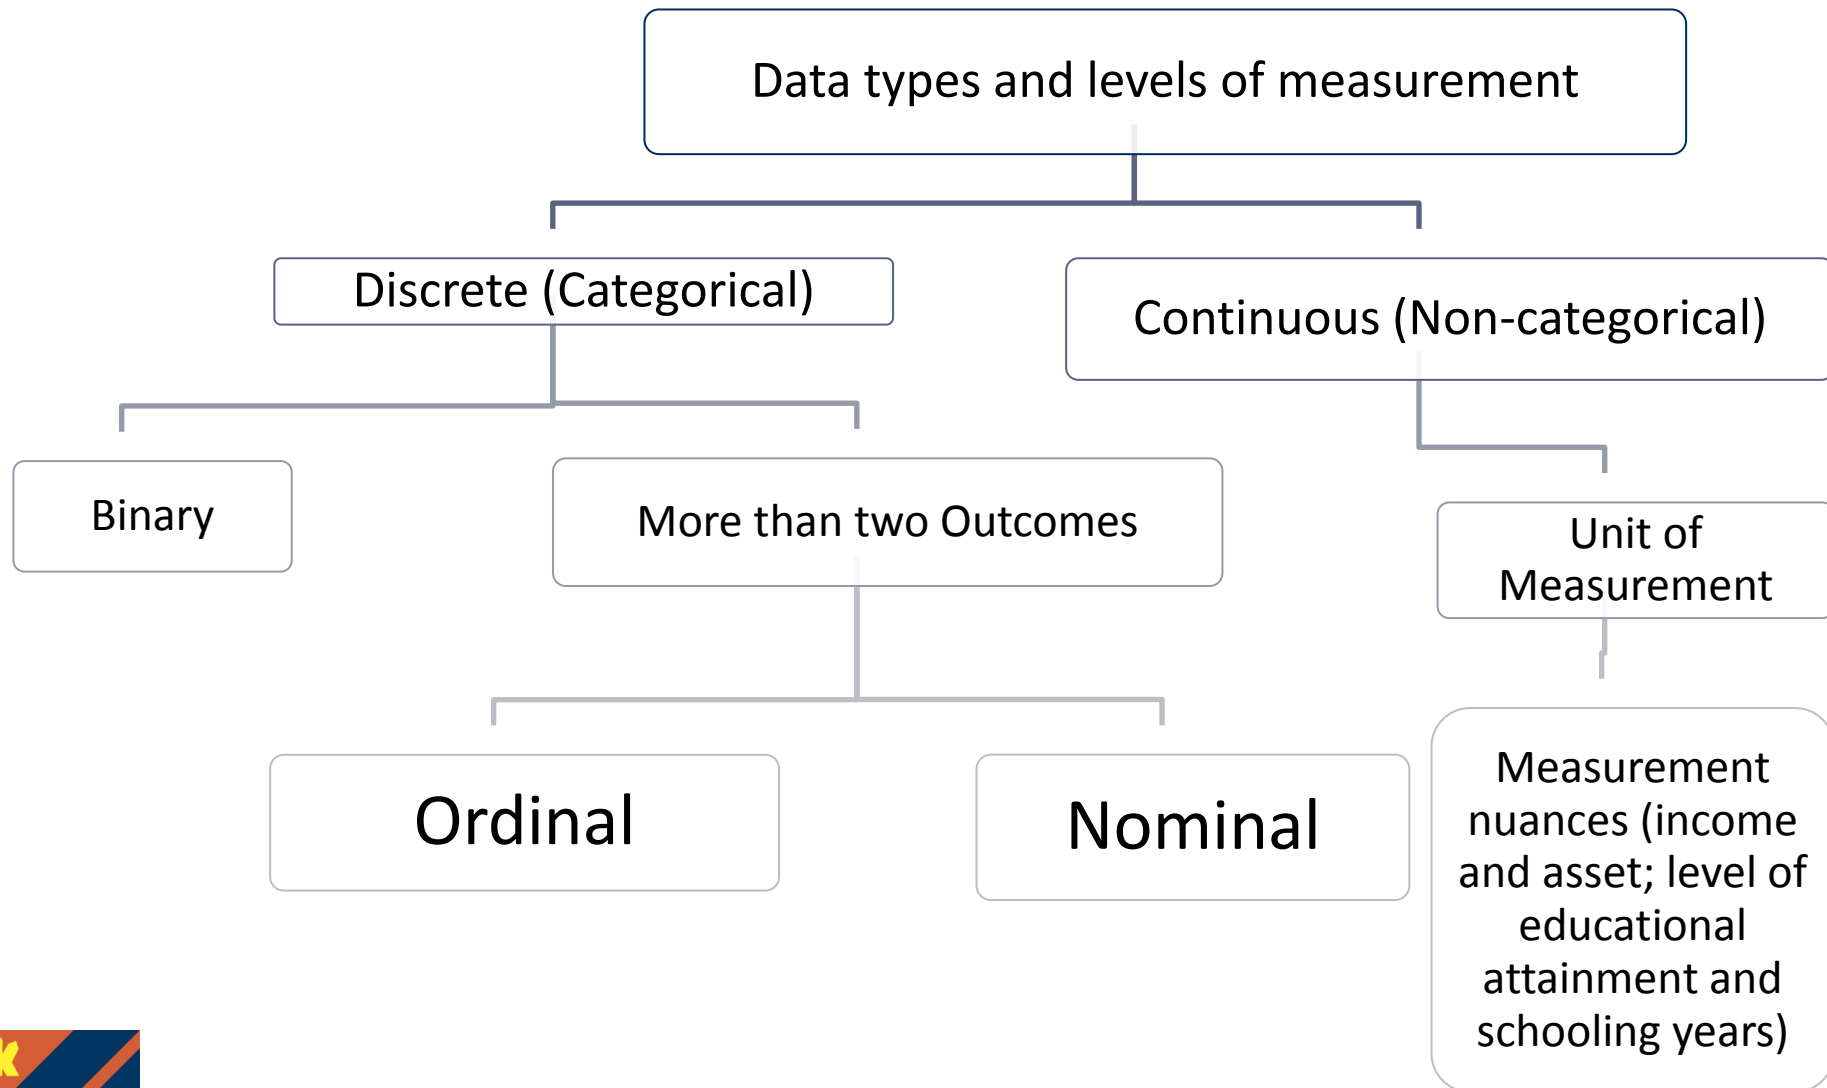 Data types and levels of measurement
Discrete (Categorical)
Continuous (Non-categorical)
Binary
More than two Outcomes
Unit of
Measurement
Ordinal
Nominal
Measurement
nuances (income
and asset; level of
educational
attainment and
schooling years)